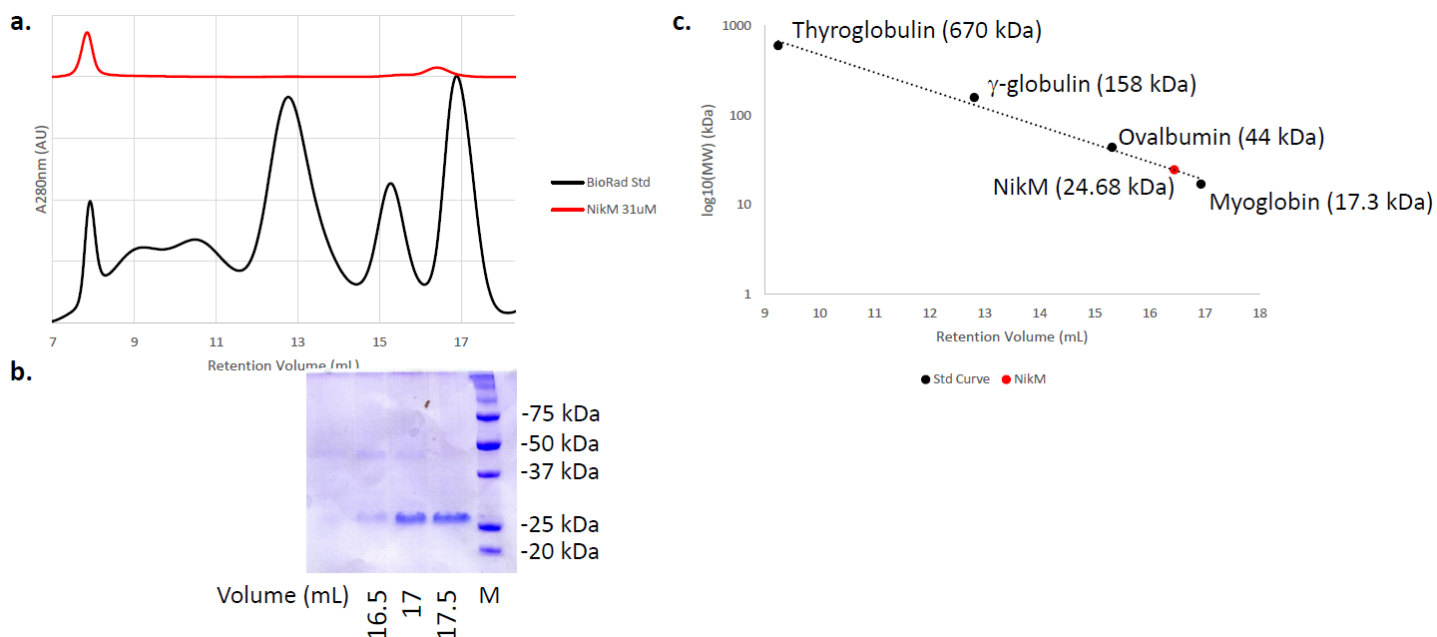 a.
A280nm (AU)
7 9 11 13 15 17
Retention Volume (mL)
BioRad Std
NikM 31uM
b.
-75 kDa
-50 kDa
-37 kDa
-25 kDa
-20 kDa
Volume (mL) 16.5 17 17.5 M
c.
log10(MW) (kDa)
1000
100
10
1
Thyroglobulin (670 kDa)
γ-globulin (158 kDa)
Ovalbumin (44 kDa)
NikM (24.68 kDa)
Myoglobin (17.3 kDa)
9 10 11 12 13 14 15 16 17 18
Retention Volume (mL)
Std Curve NikM